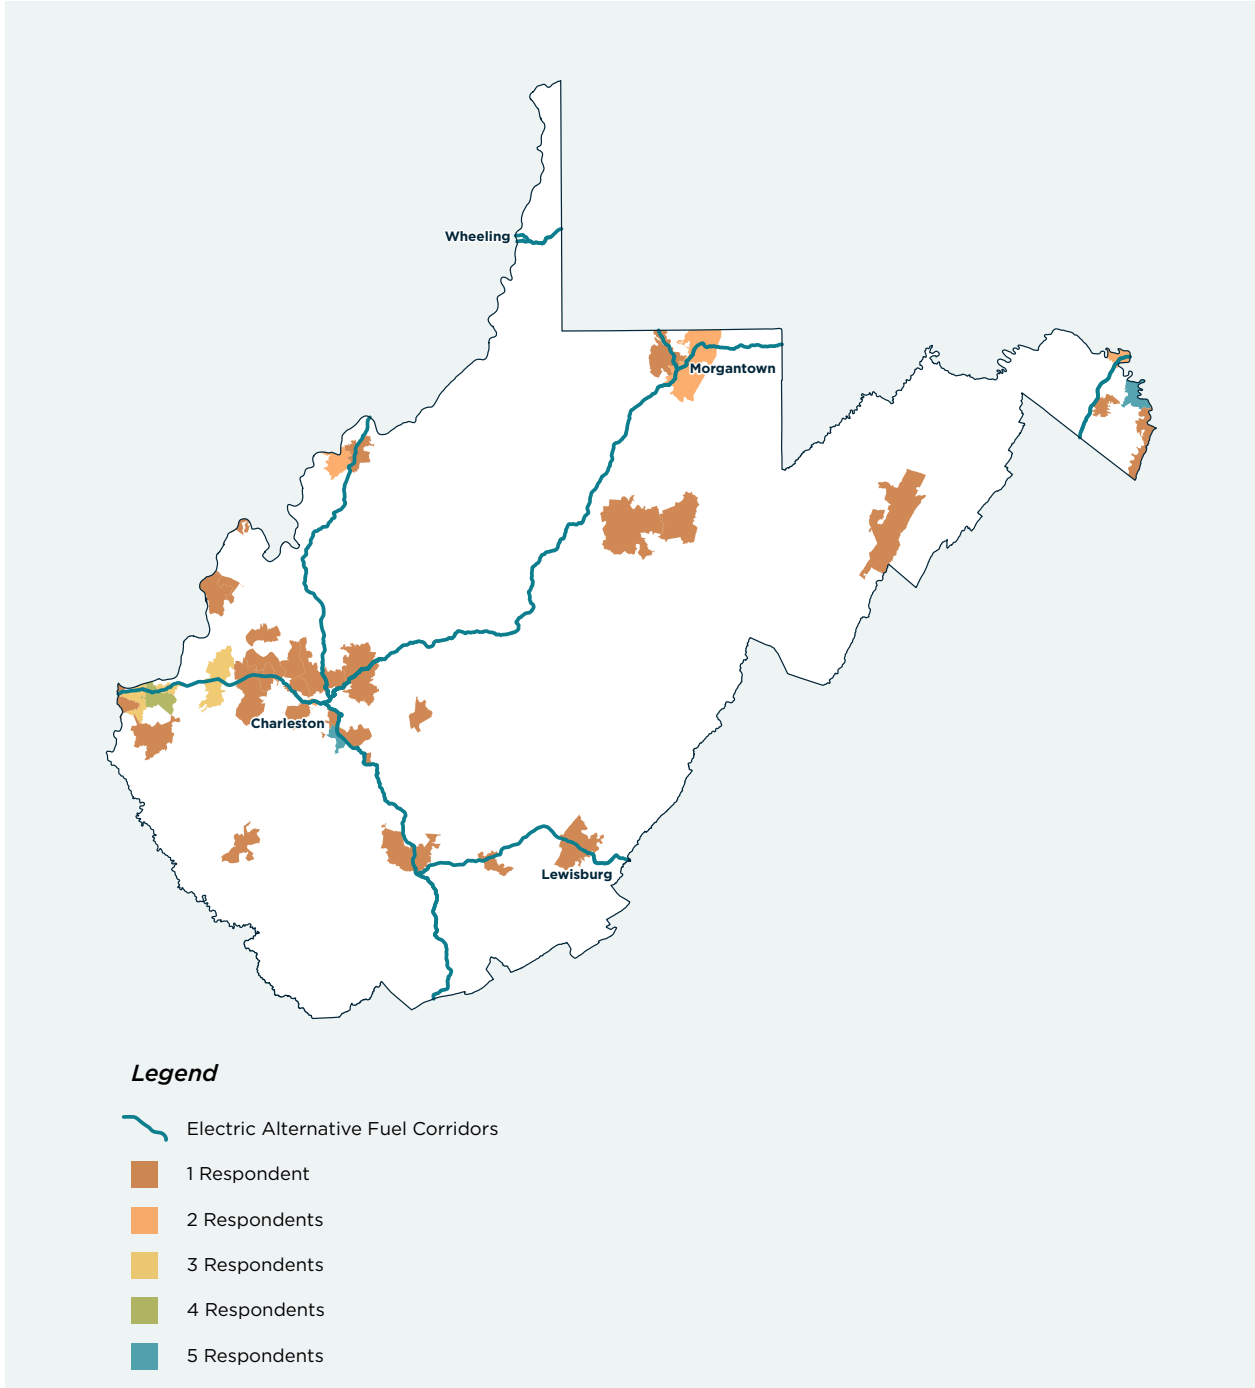 Wheeling
Morgantown
Charleston
Lewisburg
Legend
Electric Alternative Fuel Corridors
1 Respondent
2 Respondents
3 Respondents
4 Respondents
5 Respondents